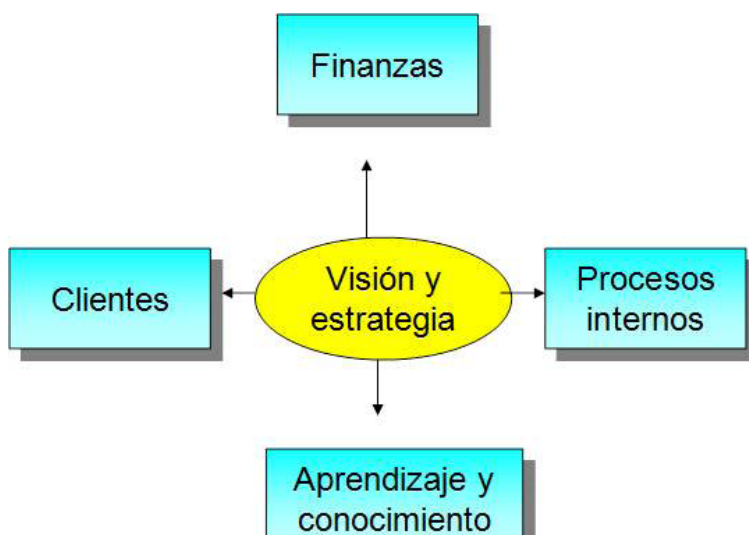 Finanzas
Clientes
Visión y
estrategia
Procesos
internos
Aprendizaje y
conocimiento